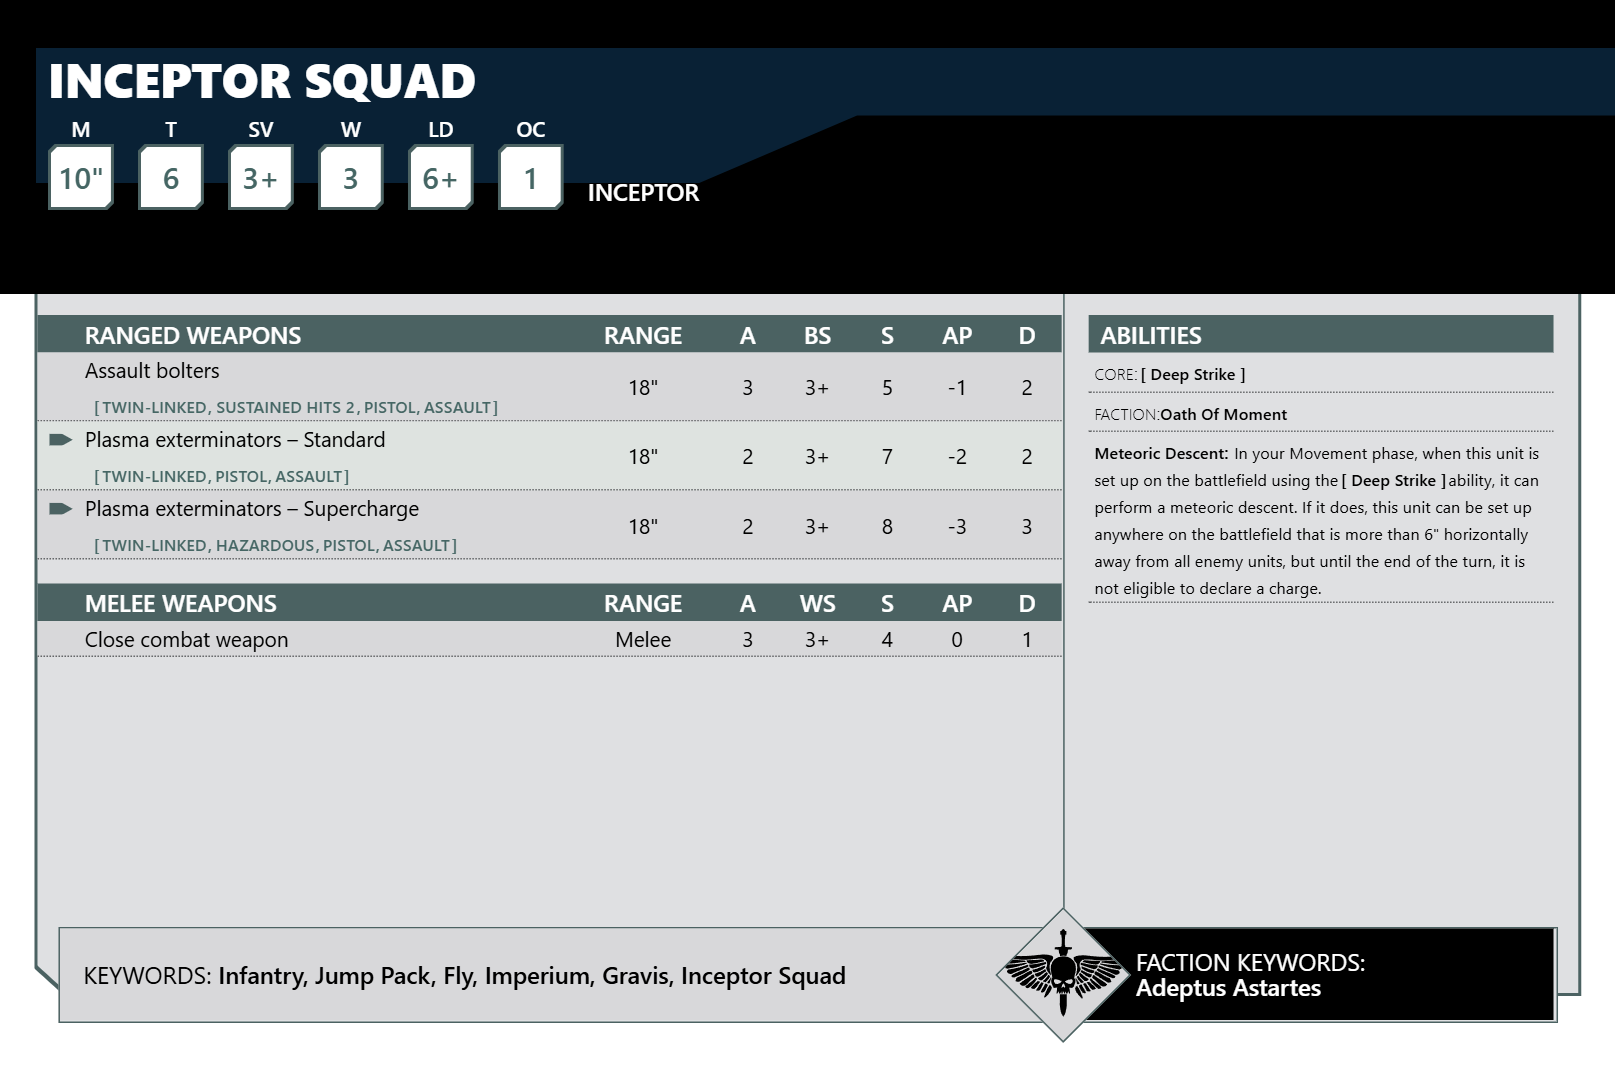 INCEPTOR SQUAD
M T SV W LD OC
10" 6 3+ 3 6+ 1 INCEPTOR
RANGED WEAPONS RANGE A BS S AP D
Assault bolters 18" 3 3+ 5 -1 2
[TWIN-LINKED, SUSTAINED HITS 2, PISTOL, ASSAULT]
Plasma exterminators – Standard 18" 2 3+ 7 -2 2
[TWIN-LINKED, PISTOL, ASSAULT]
Plasma exterminators – Supercharge 18" 2 3+ 8 -3 3
[TWIN-LINKED, HAZARDOUS, PISTOL, ASSAULT]
MELEE WEAPONS RANGE A WS S AP D
Close combat weapon Melee 3 3+ 4 0 1
ABILITIES
CORE: [ Deep Strike ]
FACTION:Oath Of Moment
Meteoric Descent: In your Movement phase, when this unit is
set up on the battlefield using the [ Deep Strike ] ability, it can
perform a meteoric descent. If it does, this unit can be set up
anywhere on the battlefield that is more than 6" horizontally
away from all enemy units, but until the end of the turn, it is
not eligible to declare a charge.
KEYWORDS: Infantry, Jump Pack, Fly, Imperium, Gravis, Inceptor Squad
FACTION KEYWORDS:
Adeptus Astartes